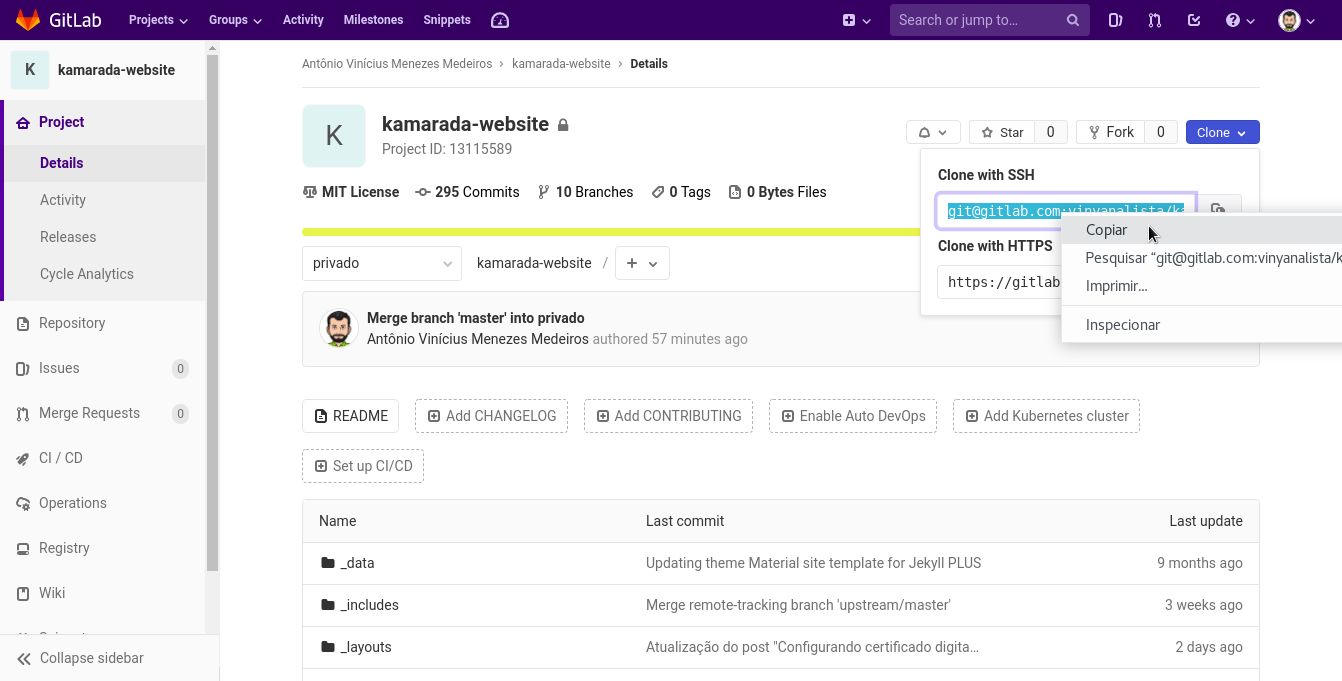 GitLab Projects Groups Activity Milestones Snippets Search or jump to…
K kamarada-website
Project
Details
Activity
Releases
Cycle Analytics
Repository
Issues 0
Merge Requests 0
CI / CD
Operations
Registry
Wiki
Collapse sidebar
Antônio Vinícius Menezes Medeiros › kamarada-website › Details
K
kamarada-website
Project ID: 13115589
Star 0 Fork 0 Clone
MIT License 295 Commits 10 Branches 0 Tags 0 Bytes Files
Clone with SSH
git@gitlab.com:vinyanalista/ka
Clone with HTTPS
https://gitlab
Copiar
Pesquisar “git@gitlab.com:vinyanalista/k
Imprimir...
Inspecionar
privado kamarada-website / +
Merge branch 'master' into privado
Antônio Vinícius Menezes Medeiros authored 57 minutes ago
README Add CHANGELOG Add CONTRIBUTING Enable Auto DevOps Add Kubernetes cluster
Set up CI/CD
Name Last commit Last update
_data Updating theme Material site template for Jekyll PLUS 9 months ago
_includes Merge remote-tracking branch 'upstream/master' 3 weeks ago
_layouts Atualização do post "Configurando certificado digita… 2 days ago